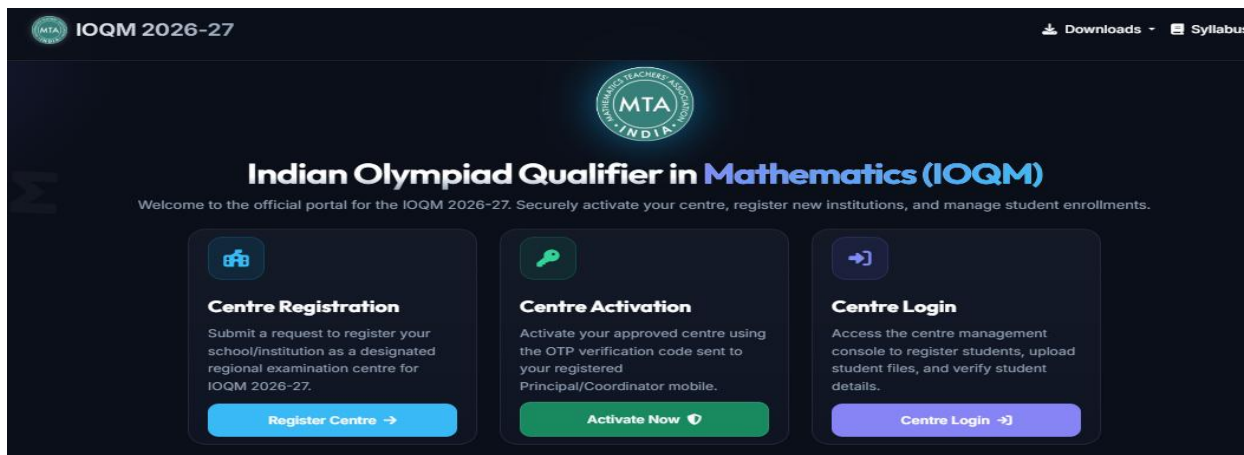 MTA
IOQM 2026-27
Downloads
Syllabus
MATHEMATICS TEACHERS' ASSOCIATION
MTA
INDIA
M
Indian Olympiad Qualifier in Mathematics (IOQM)
Welcome to the official portal for the IOQM 2026-27. Securely activate your centre, register new institutions, and manage student enrollments.
Centre Registration
Submit a request to register your
school/institution as a designated
regional examination centre for
IOQM 2026-27.
Register Centre
Centre Activation
Activate your approved centre using
the OTP verification code sent to
your registered
Principal/Coordinator mobile.
Activate Now
Centre Login
Access the centre management
console to register students, upload
student files, and verify student
details.
Centre Login